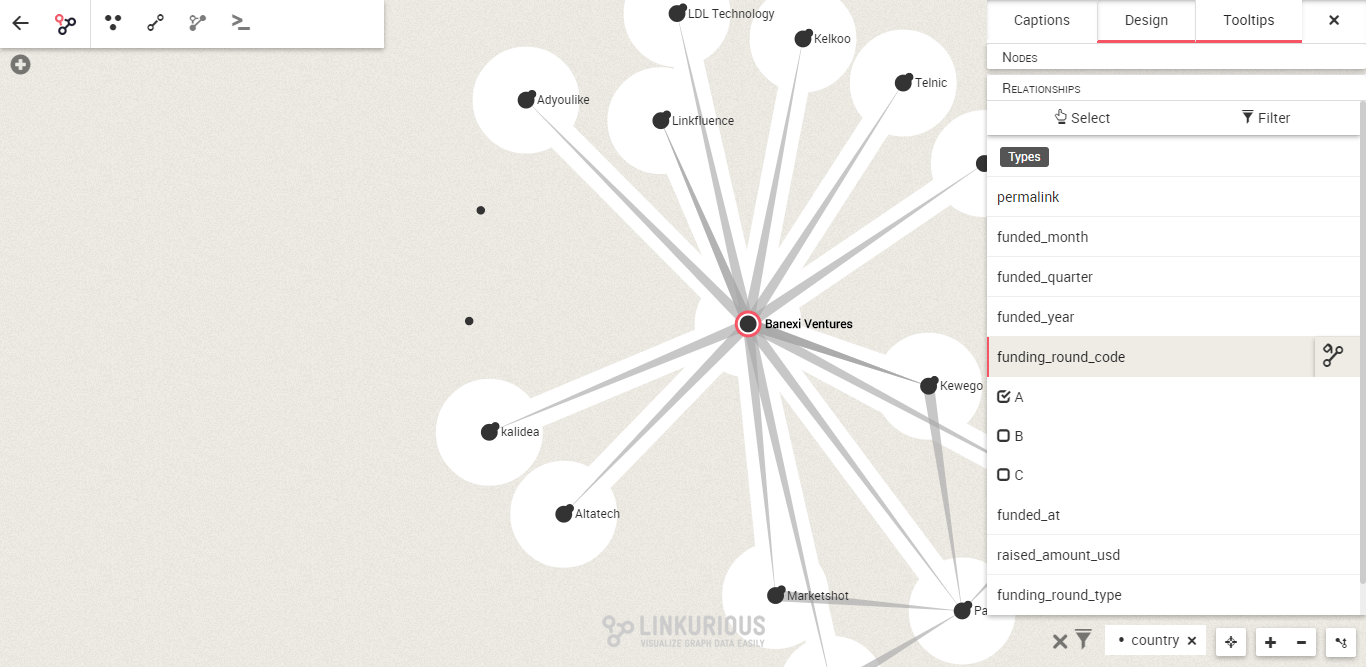 Captions
Design
Tooltips
Nodes
Relationships
Select
Filter
Types
permalink
funded_month
funded_quarter
funded_year
funding_round_code
A
B
C
funded_at
raised_amount_usd
funding_round_type
country
LDL Technology
Kelkoo
Telnic
Adyoulike
Linkfluence
Banexi Ventures
Kewego
kalidea
Altatech
Marketshot
Pa
LINKURIOUS
VISUALIZE GRAPH DATA EASILY